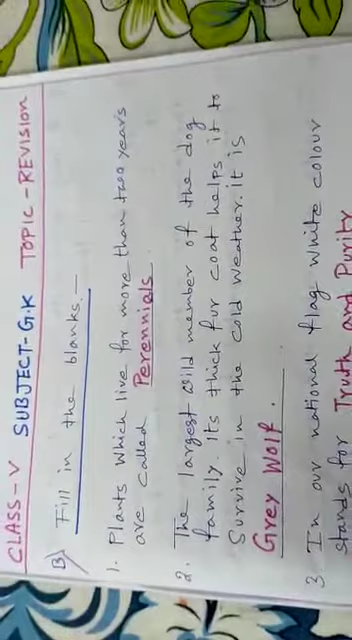 CLASS-V SUBJECT-G.K TOPIC-REVISION
B) Fill in the blanks.—
1. Plants which live for more than two years
are called Perennials.
2. The largest wild member of the dog
family. Its thick fur coat helps it to
Survive in the cold weather. it is
Grey Wolf.
3. In our national flag white colour
stands for Truth and Purity